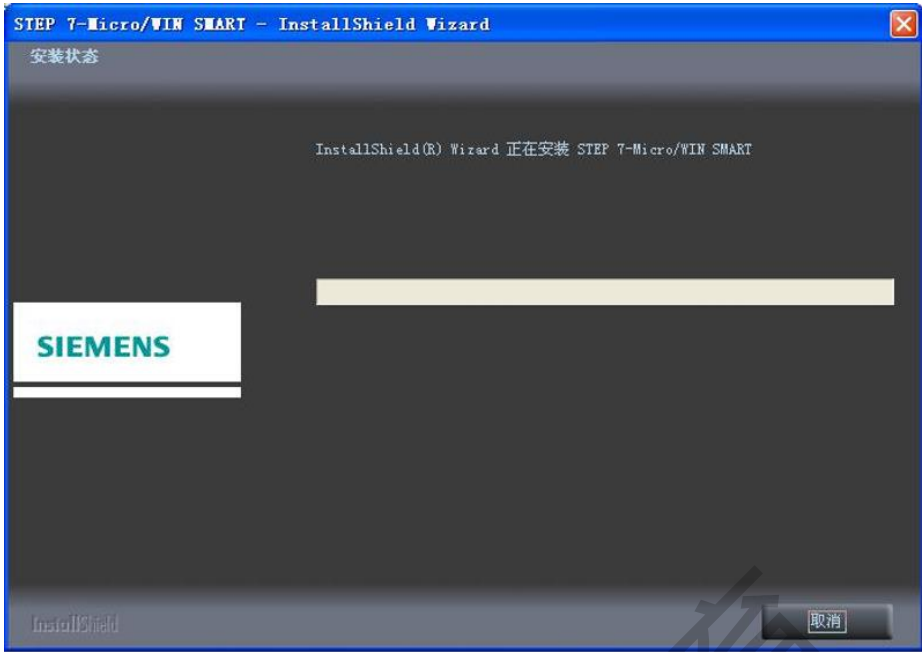 STEP 7-Micro/WIN SMART - InstallShield Wizard
安装状态
InstallShield(R) Wizard 正在安装 STEP 7-Micro/WIN SMART
SIEMENS
InstallShield
取消